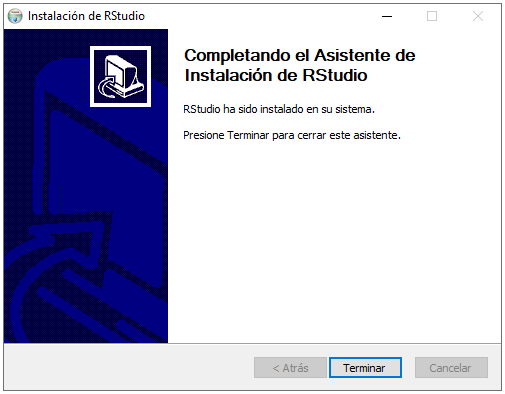 Instalación de RStudio
Completando el Asistente de
Instalación de RStudio
RStudio ha sido instalado en su sistema.
Presione Terminar para cerrar este asistente.
< Atrás
Terminar
Cancelar